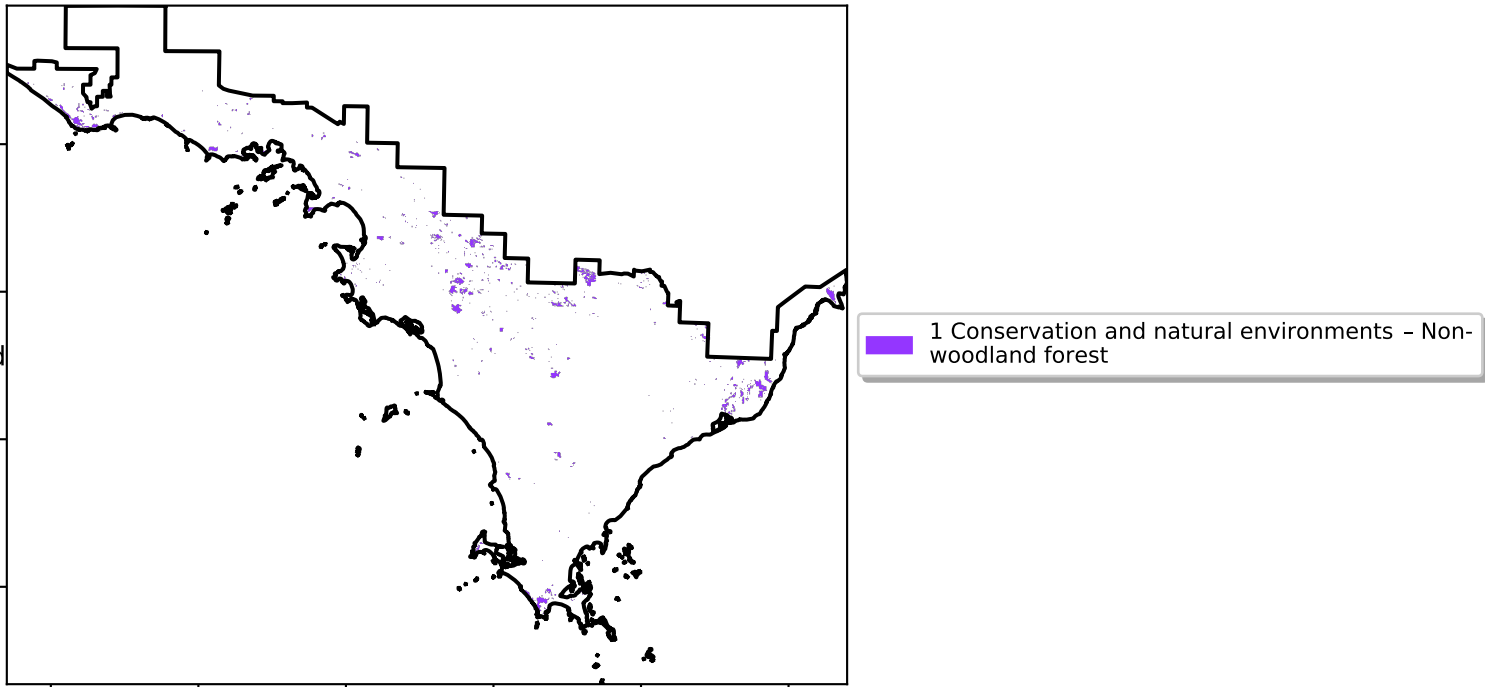 1 Conservation and natural environments – Non-
woodland forest